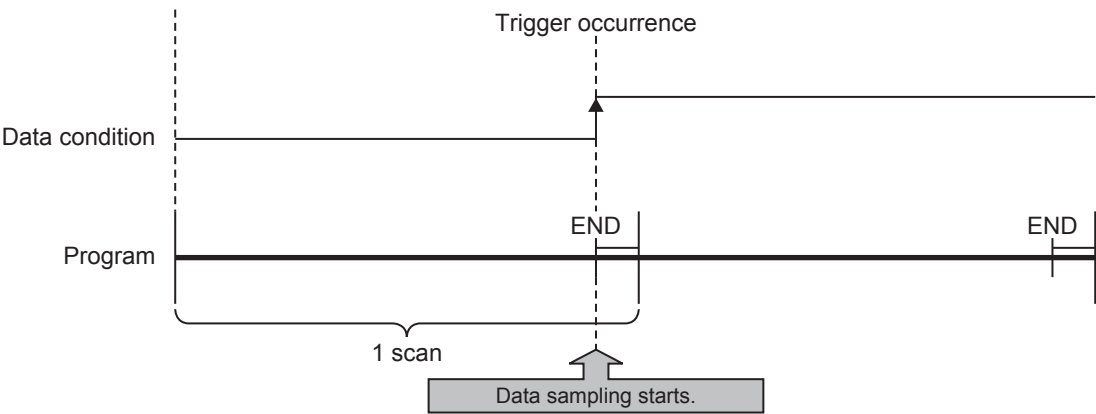 Trigger occurrence
Data condition
END
END
Program
1 scan
Data sampling starts.